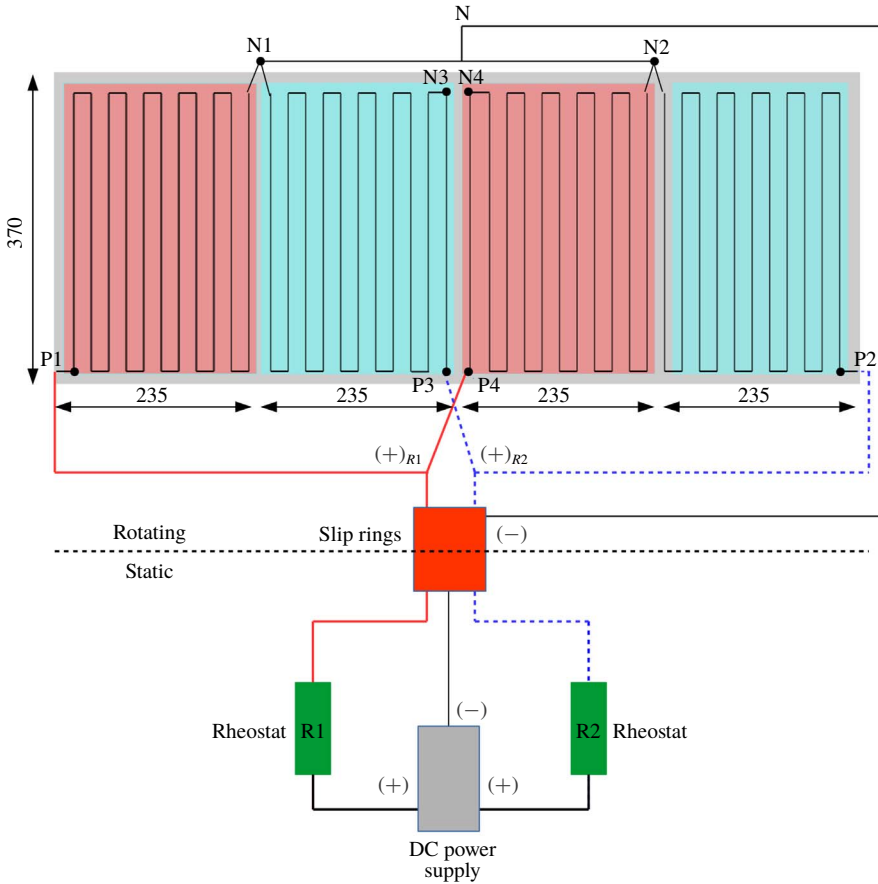 N
N1
N2
N3 N4
370
P1
P3 P4
P2
235 235 235 235
(+)R1 (+)R2
Rotating Slip rings (−)
Static
(−)
Rheostat R1 R2 Rheostat
(+) (+)
DC power
supply